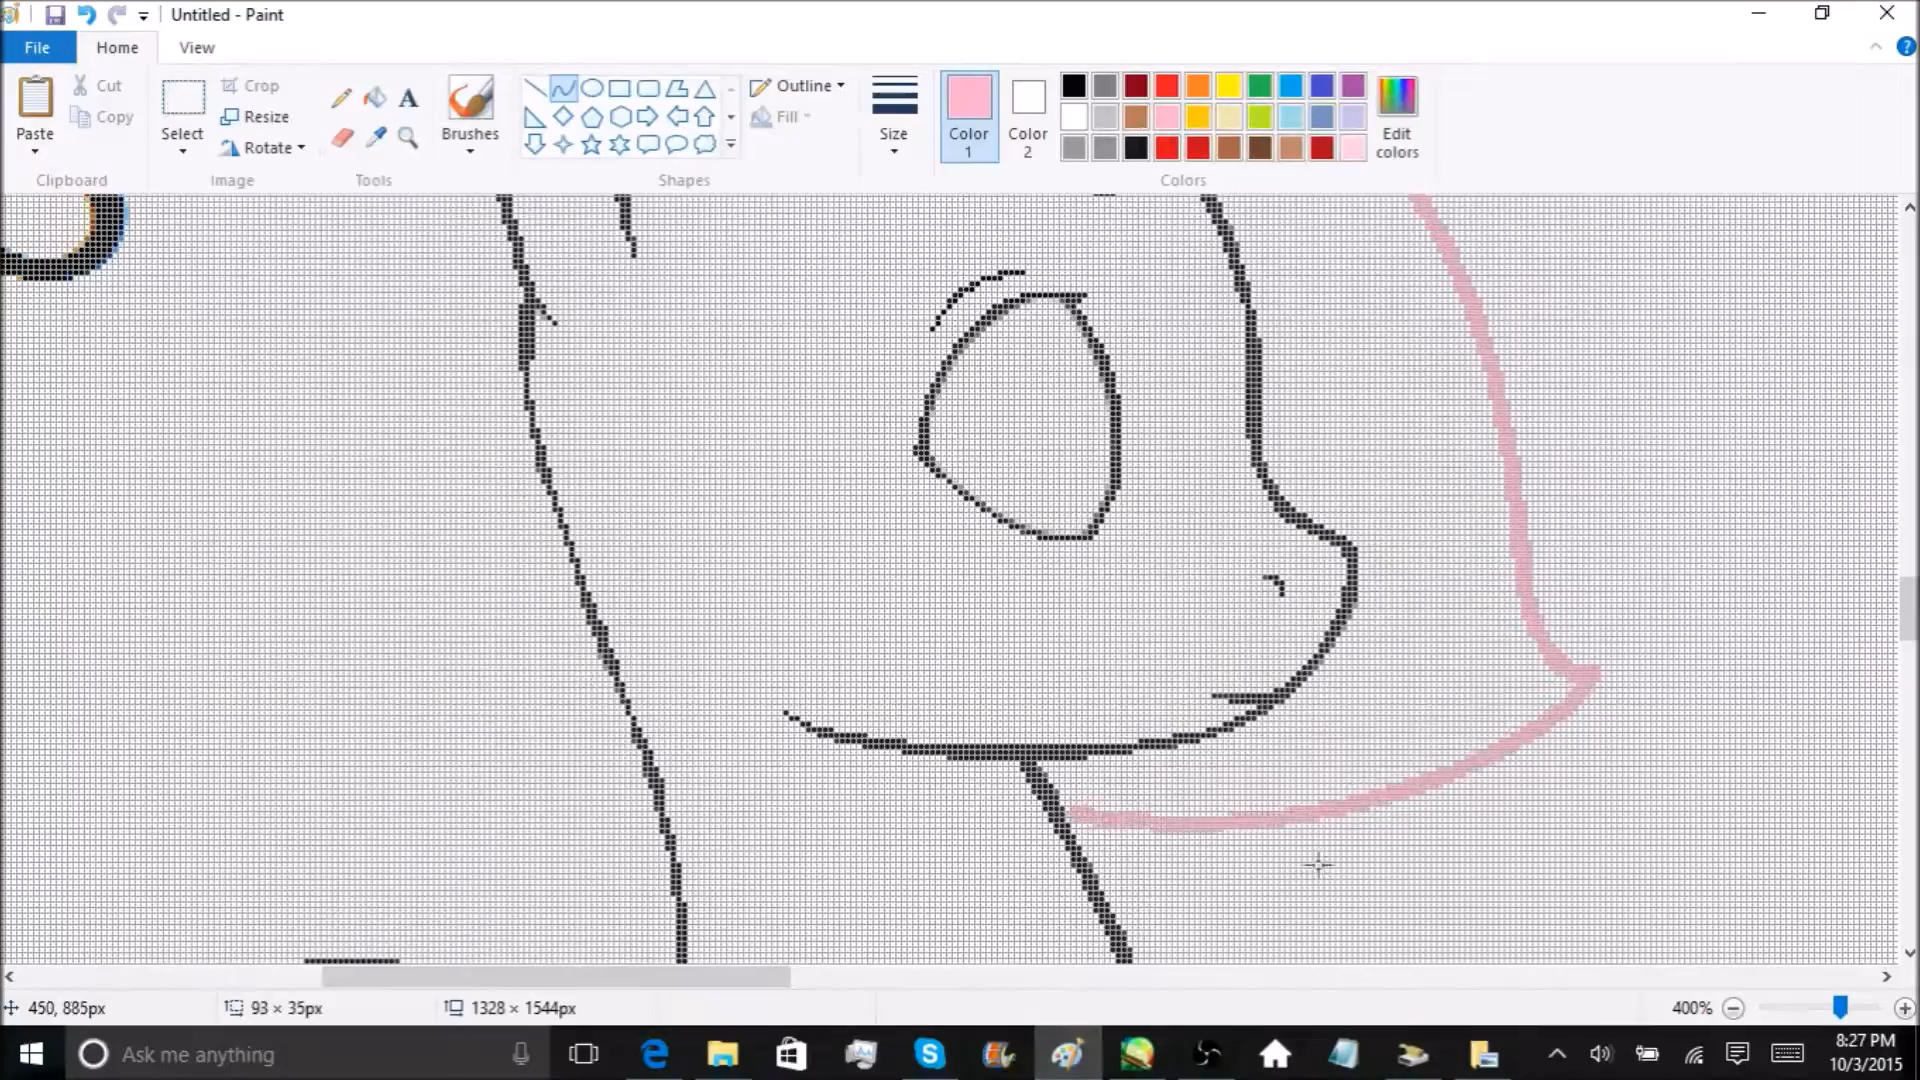 Untitled - Paint
File Home View
Paste
Cut
Copy
Clipboard
Select
Crop
Resize
Rotate
Image
A
Tools
Brushes
Shapes
Outline
Fill
Size
Color 1
Color 2
Edit colors
Colors
450, 885px 93 × 35px 1328 × 1544px 400%
Ask me anything
8:27 PM
10/3/2015